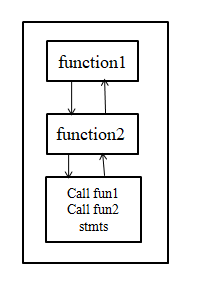 function1
function2
Call fun1
Call fun2
stmts